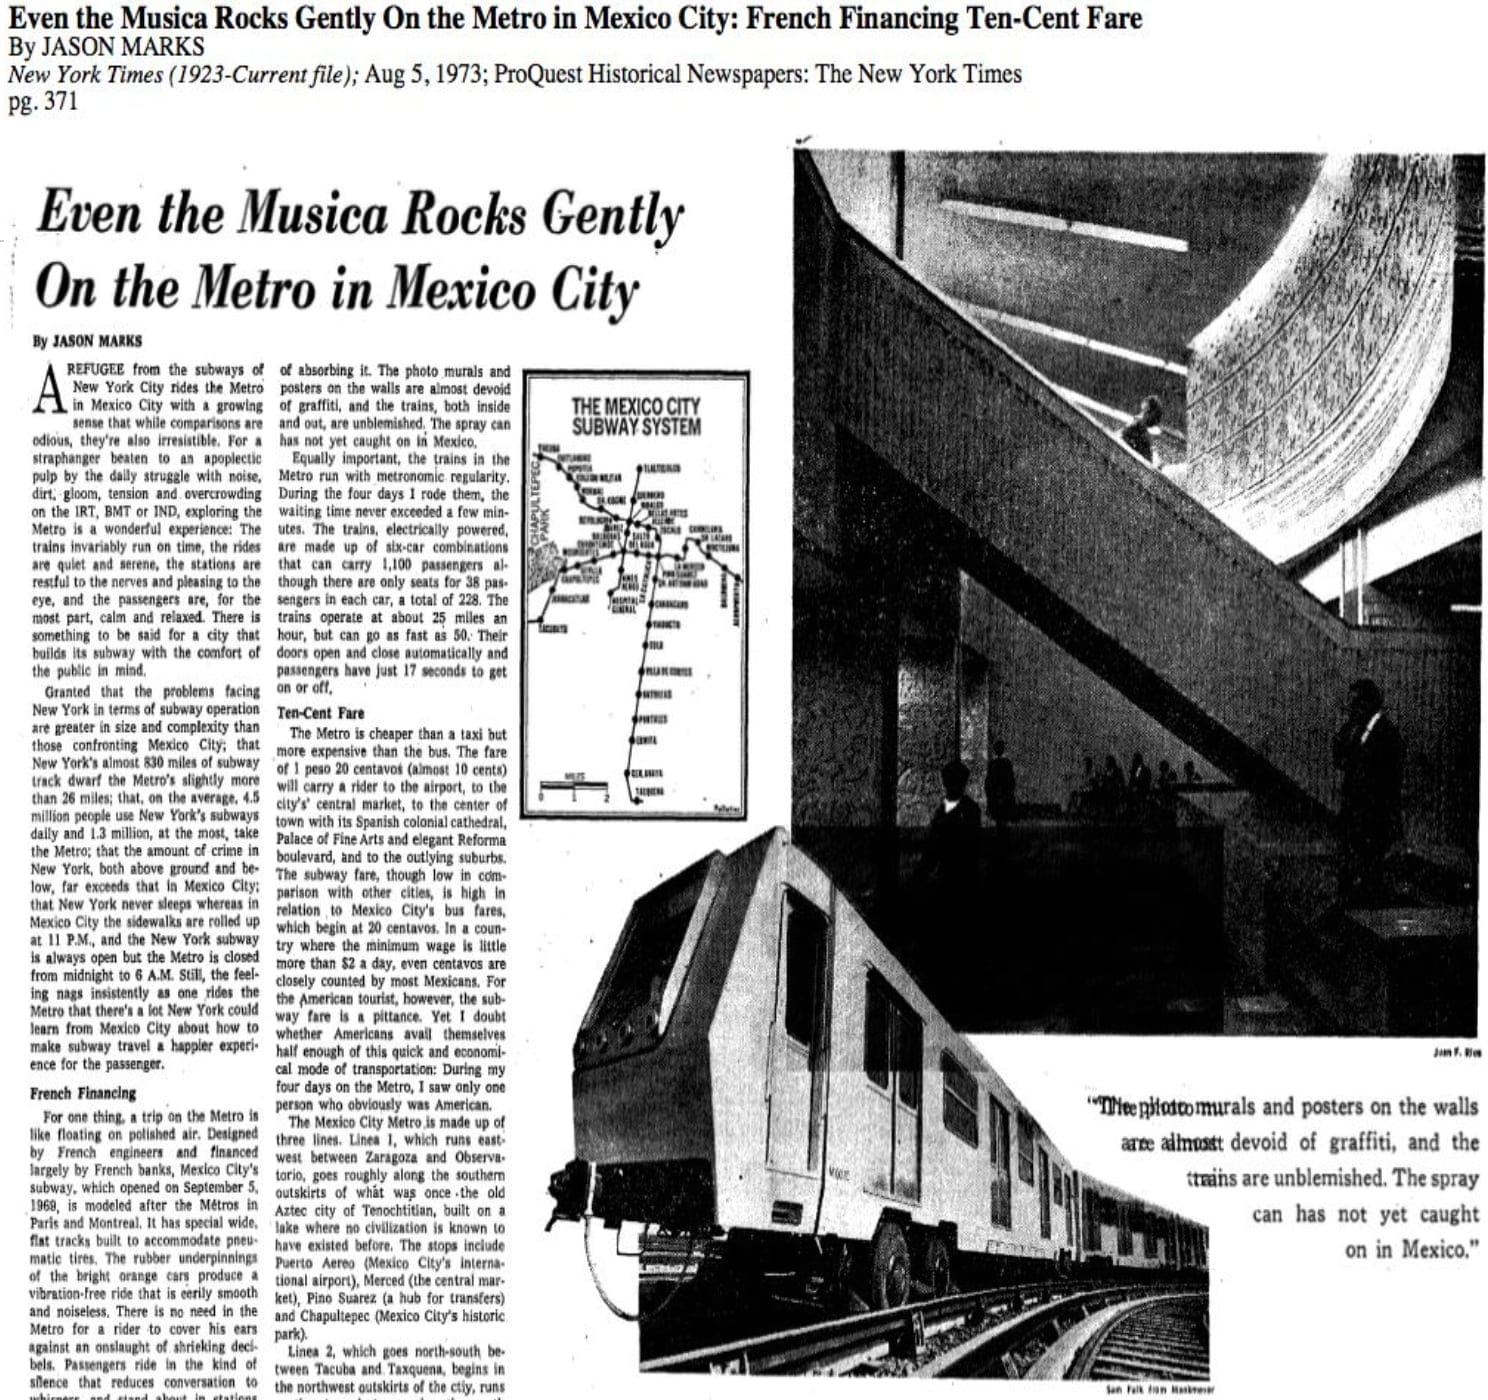 Even the Musica Rocks Gently On the Metro in Mexico City: French Financing Ten-Cent Fare
By JASON MARKS
New York Times (1923-Current file); Aug 5, 1973; ProQuest Historical Newspapers: The New York Times
pg. 371
Even the Musica Rocks Gently
On the Metro in Mexico City
By JASON MARKS
A REFUGEE from the subways of
New York City rides the Metro
in Mexico City with a growing
sense that while comparisons are
odious, they're also irresistible. For a
straphanger beaten to an apoplectic
pulp by the daily struggle with noise,
dirt, gloom, tension and overcrowding
on the IRT, BMT or IND, exploring the
Metro is a wonderful experience: The
trains invariably run on time, the rides
are quiet and serene, the stations are
restful to the nerves and pleasing to the
eye, and the passengers are, for the
most part, calm and relaxed. There is
something to be said for a city that
builds its subway with the comfort of
the public in mind.
Granted that the problems facing
New York in terms of subway operation
are greater in size and complexity than
those confronting Mexico City; that
New York's almost 830 miles of subway
track dwarf the Metro's slightly more
than 26 miles; that, on the average, 4.5
million people use New York's subways
daily and 1.3 million, at the most, take
the Metro; that the amount of crime in
New York, both above ground and be-
low, far exceeds that in Mexico City;
that New York never sleeps whereas in
Mexico City the sidewalks are rolled up
at 11 P.M., and the New York subway
is always open but the Metro is closed
from midnight to 6 A.M. Still, the feel-
ing nags insistently as one rides the
Metro that there's a lot New York could
learn from Mexico City about how to
make subway travel a happier experi-
ence for the passenger.
French Financing
For one thing, a trip on the Metro is
like floating on polished air. Designed
by French engineers and financed
largely by French banks, Mexico City's
subway, which opened on September 5,
1969, is modeled after the Métros in
Paris and Montreal. It has special wide,
flat tracks built to accommodate pneu-
matic tires. The rubber underpinnings
of the bright orange cars produce a
vibration-free ride that is eerily smooth
and noiseless. There is no need in the
Metro for a rider to cover his ears
against an onslaught of shrieking deci-
bels. Passengers ride in the kind of
silence that reduces conversation to
whispers, and stand about in stations
of absorbing it. The photo murals and
posters on the walls are almost devoid
of graffiti, and the trains, both inside
and out, are unblemished. The spray can
has not yet caught on in Mexico.
Equally important, the trains in the
Metro run with metronomic regularity.
During the four days I rode them, the
waiting time never exceeded a few min-
utes. The trains, electrically powered,
are made up of six-car combinations
that can carry 1,100 passengers al-
though there are only seats for 38 pas-
sengers in each car, a total of 228. The
trains operate at about 25 miles an
hour, but can go as fast as 50. Their
doors open and close automatically and
passengers have just 17 seconds to get
on or off.
Ten-Cent Fare
The Metro is cheaper than a taxi but
more expensive than the bus. The fare
of 1 peso 20 centavos (almost 10 cents)
will carry a rider to the airport, to the
city's' central market, to the center of
town with its Spanish colonial cathedral,
Palace of Fine Arts and elegant Reforma
boulevard, and to the outlying suburbs.
The subway fare, though low in com-
parison with other cities, is high in
relation to Mexico City's bus fares,
which begin at 20 centavos. In a coun-
try where the minimum wage is little
more than $2 a day, even centavos are
closely counted by most Mexicans. For
the American tourist, however, the sub-
way fare is a pittance. Yet I doubt
whether Americans avail themselves
half enough of this quick and economi-
cal mode of transportation: During my
four days on the Metro, I saw only one
person who obviously was American.
The Mexico City Metro is made up of
three lines. Linea 1, which runs east-
west between Zaragoza and Observa-
torio, goes roughly along the southern
outskirts of what was once the old
Aztec city of Tenochtitlan, built on a
lake where no civilization is known to
have existed before. The stops include
Puerto Aereo (Mexico City's interna-
tional airport), Merced (the central mar-
ket), Pino Suarez (a hub for transfers)
and Chapultepec (Mexico City's historic
park).
Linea 2, which goes north-south be-
tween Tacuba and Taxquena, begins in
the northwest outskirts of the ctiy, runs
THE MEXICO CITY
SUBWAY SYSTEM
CHAPULTEPEC
PARK
TLALTELOLCO
GUERRERO
HIDALGO
BELLAS ARTES
CHAPULTEPEC
TACUBAYA
HOSPITAL
GENERAL
CHABACANO
VIADUCTO
XOLA
VILLA DE CORTES
NATIVITAS
PORTALES
ERMITA
GEN. ANAYA
TAXQUENA
MILES
0 1 2
Juan F. Rios
"The photo murals and posters on the walls
are almost devoid of graffiti, and the
trains are unblemished. The spray
can has not yet caught
on in Mexico."
Sam Falk from Monkmeyer